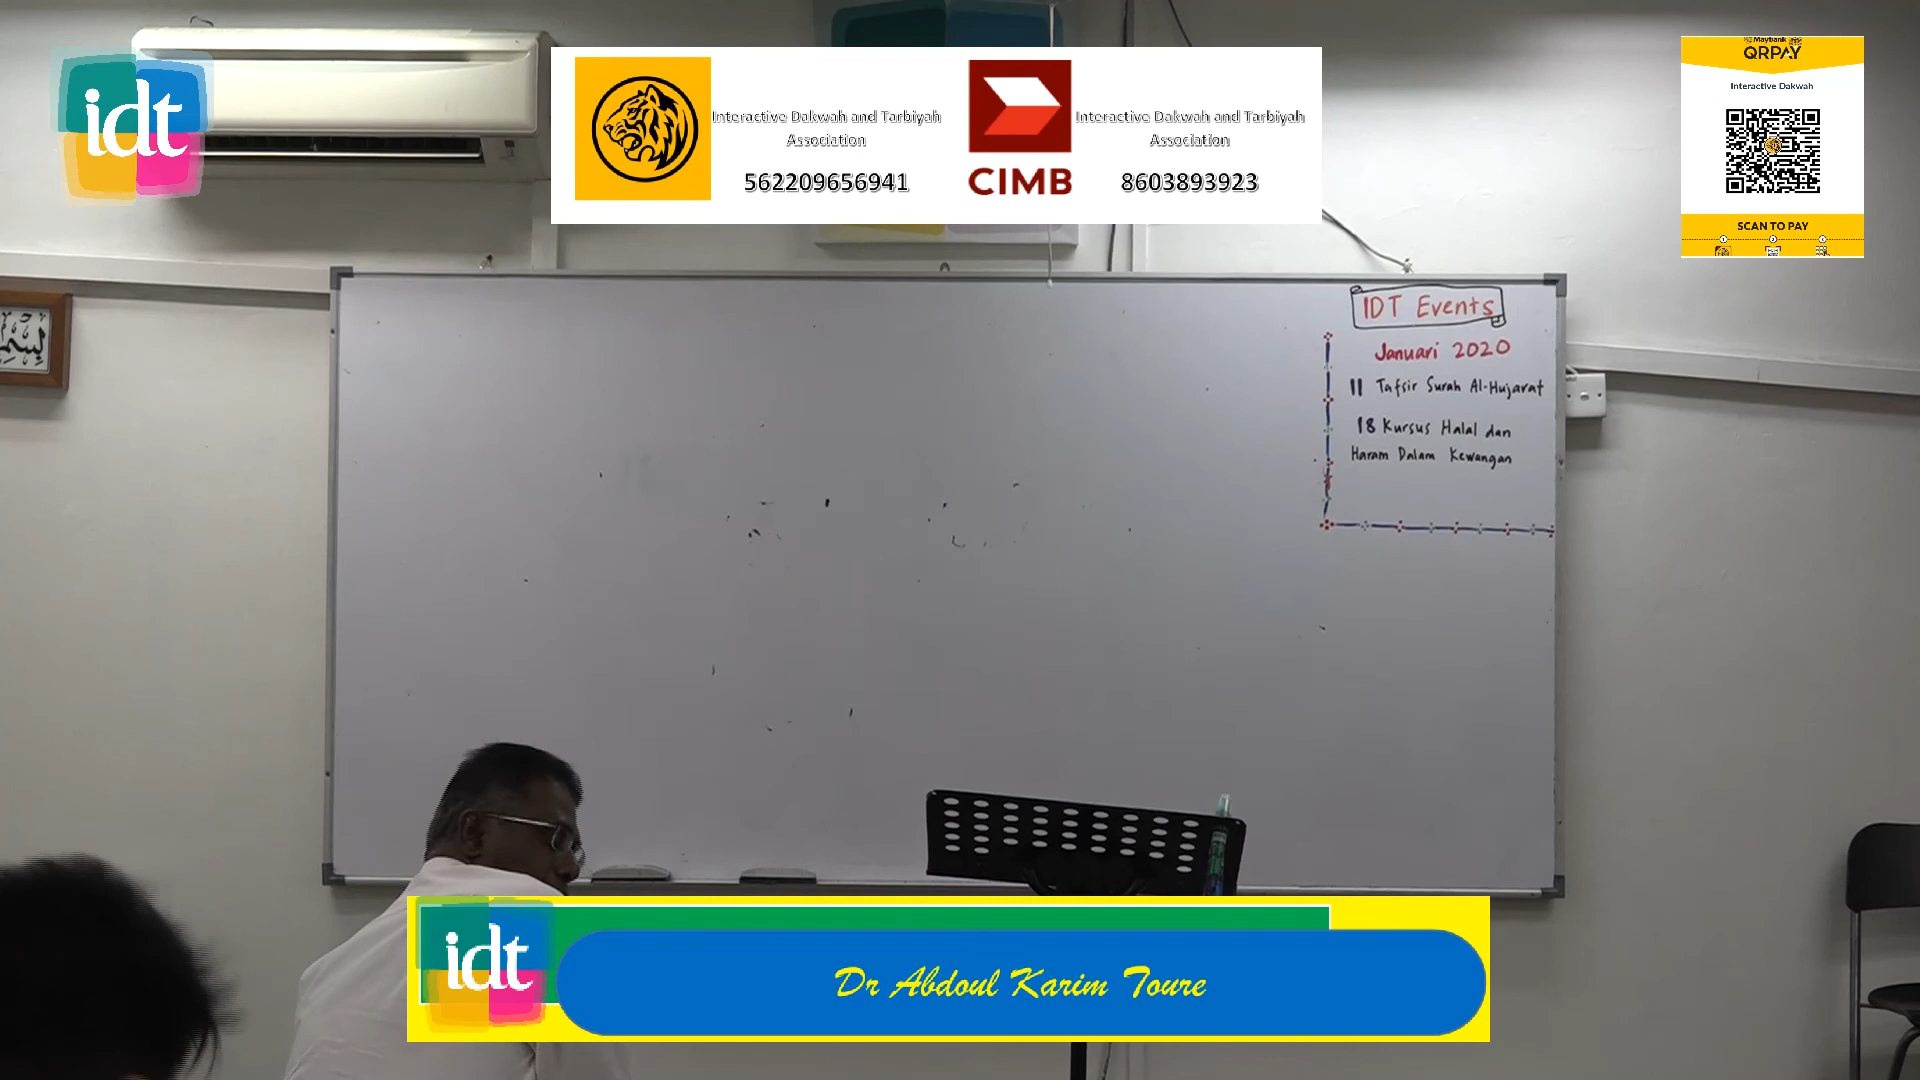 idt
Interactive Dakwah and Tarbiyah
Association
562209656941
CIMB
Interactive Dakwah and Tarbiyah
Association
8603893923
Maybank
QRPAY
Interactive Dakwah
SCAN TO PAY
بسم
IDT Events
Januari 2020
11 Tafsir Surah Al-Hujarat
18 Kursus Halal dan
Haram Dalam Kewangan
idt
Dr Abdoul Karim Toure